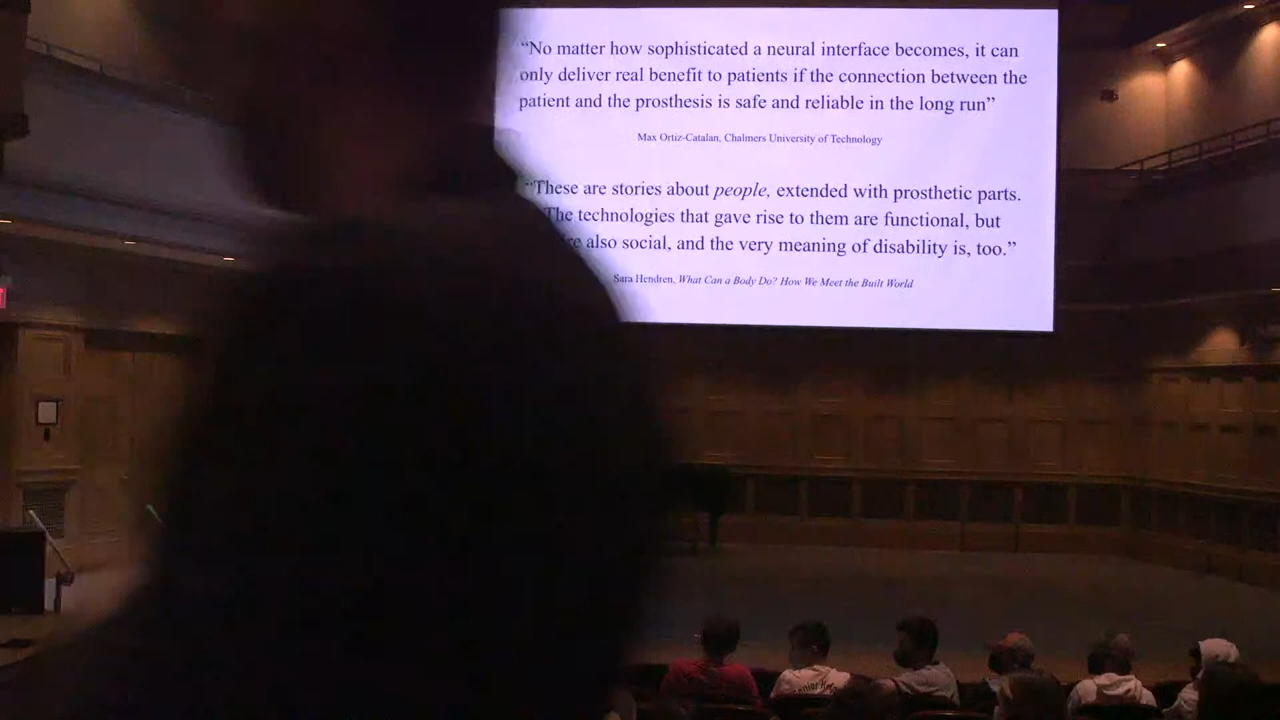 “No matter how sophisticated a neural interface becomes, it can
only deliver real benefit to patients if the connection between the
patient and the prosthesis is safe and reliable in the long run”
Max Ortiz-Catalan, Chalmers University of Technology
“These are stories about people, extended with prosthetic parts.
The technologies that gave rise to them are functional, but
also social, and the very meaning of disability is, too.”
Sara Hendren, What Can a Body Do? How We Meet the Built World